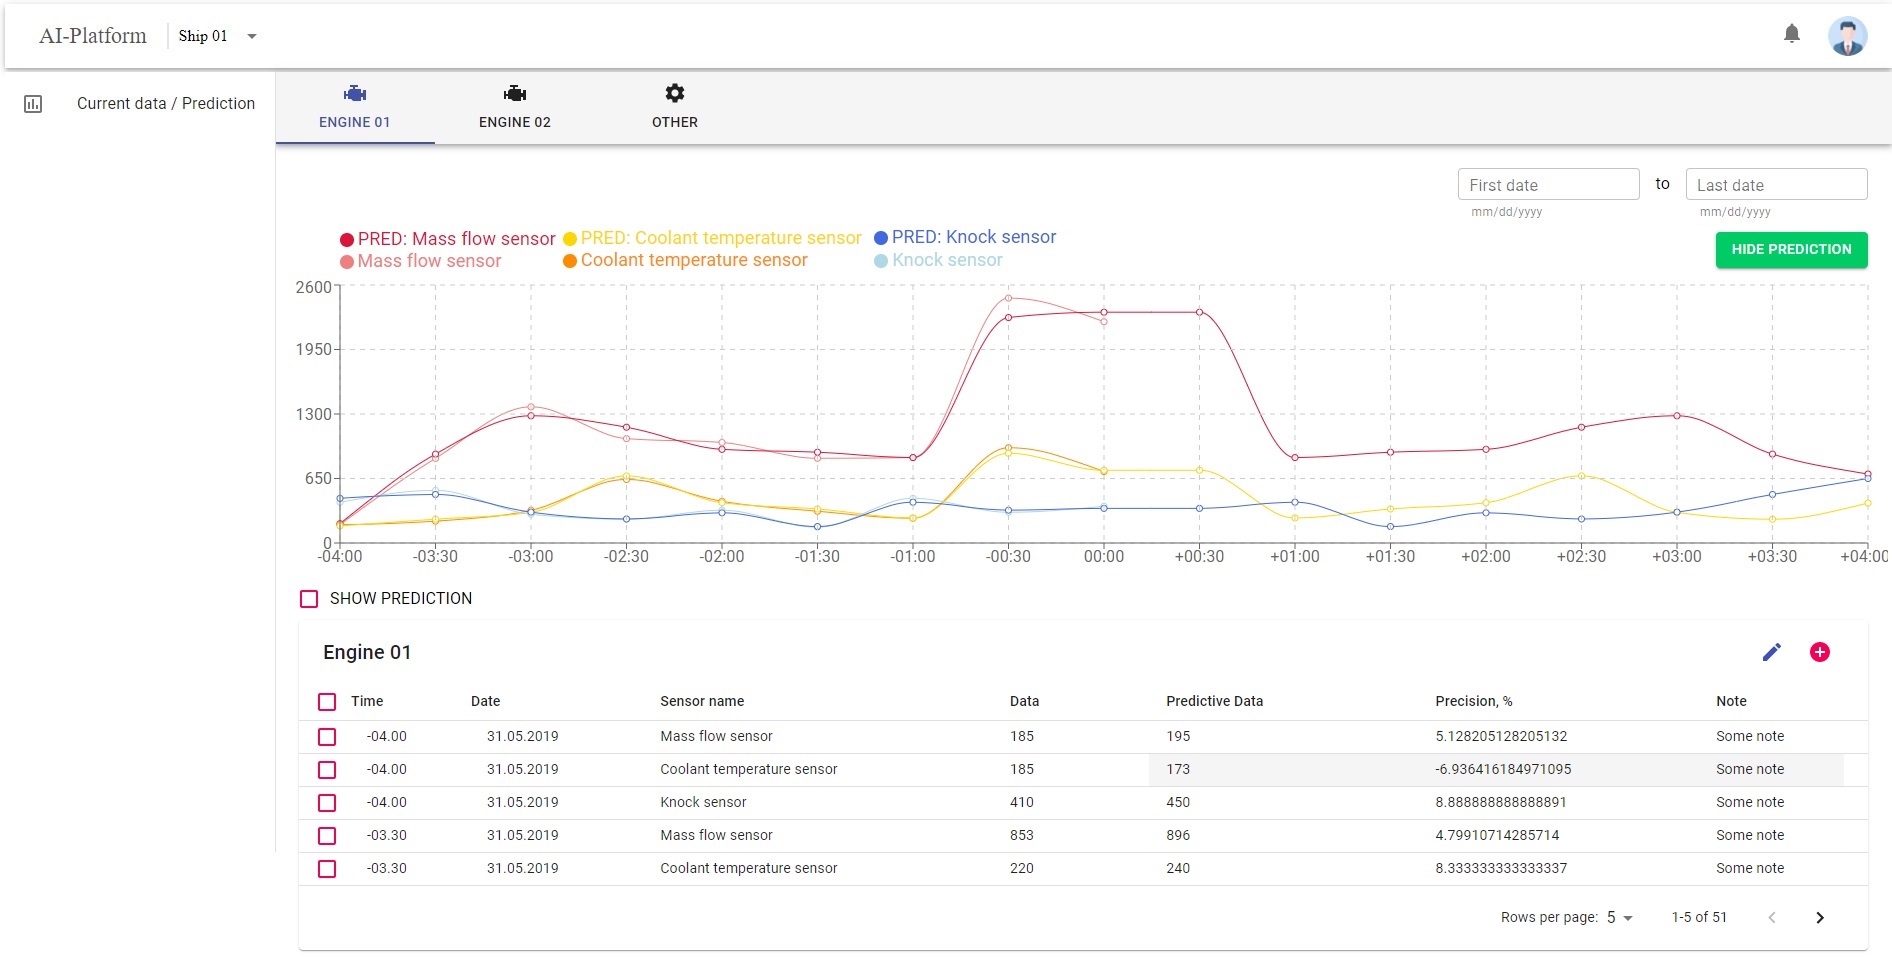 AI-Platform Ship 01
Current data / Prediction
ENGINE 01 ENGINE 02 OTHER
First date to Last date
mm/dd/yyyy mm/dd/yyyy
PRED: Mass flow sensor PRED: Coolant temperature sensor PRED: Knock sensor
Mass flow sensor Coolant temperature sensor Knock sensor
HIDE PREDICTION
2600
1950
1300
650
0
-04:00 -03:30 -03:00 -02:30 -02:00 -01:30 -01:00 -00:30 00:00 +00:30 +01:00 +01:30 +02:00 +02:30 +03:00 +03:30 +04:00
SHOW PREDICTION
Engine 01
Time Date Sensor name Data Predictive Data Precision, % Note
-04.00 31.05.2019 Mass flow sensor 185 195 5.128205128205132 Some note
-04.00 31.05.2019 Coolant temperature sensor 185 173 -6.936416184971095 Some note
-04.00 31.05.2019 Knock sensor 410 450 8.888888888888891 Some note
-03.30 31.05.2019 Mass flow sensor 853 896 4.79910714285714 Some note
-03.30 31.05.2019 Coolant temperature sensor 220 240 8.333333333333337 Some note
Rows per page: 5 1-5 of 51